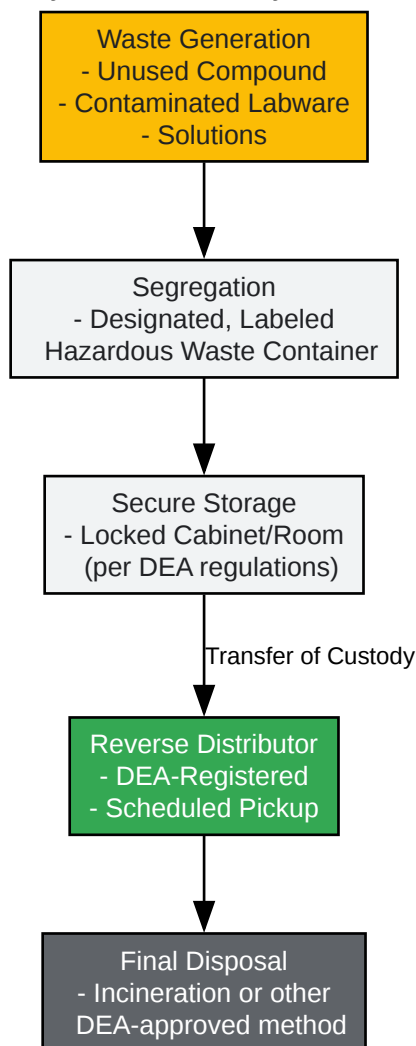 Waste Generation
- Unused Compound
- Contaminated Labware
- Solutions
Segregation
- Designated, Labeled
Hazardous Waste Container
Secure Storage
- Locked Cabinet/Room
(per DEA regulations)
Transfer of Custody
Reverse Distributor
- DEA-Registered
- Scheduled Pickup
Final Disposal
- Incineration or other
DEA-approved method